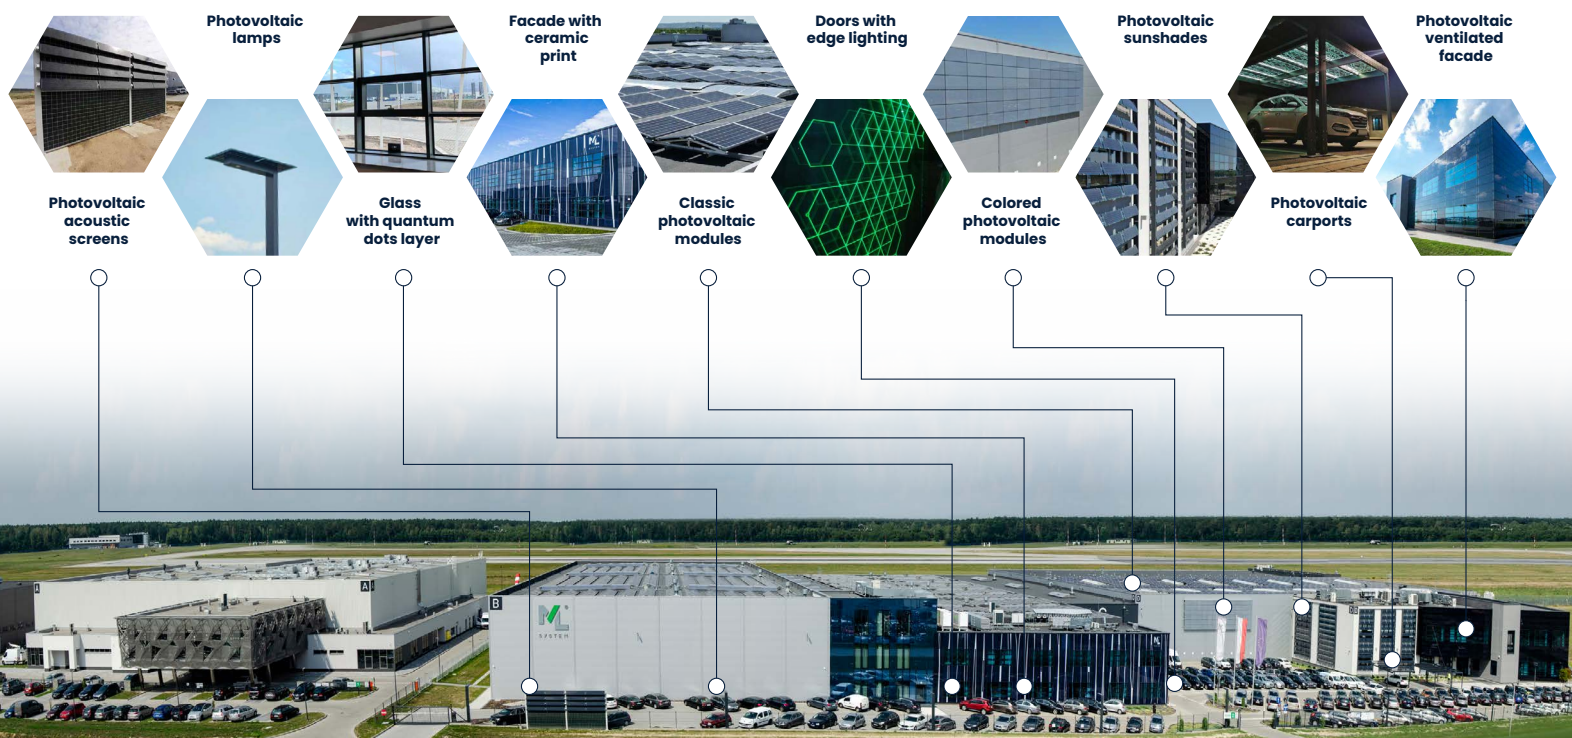 Photovoltaic
lamps
Facade with
ceramic
print
Doors with
edge lighting
Photovoltaic
sunshades
Photovoltaic
ventilated
facade
Photovoltaic
acoustic
screens
Glass
with quantum
dots layer
Classic
photovoltaic
modules
Colored
photovoltaic
modules
Photovoltaic
carports
ML
A
A
B
ML
SYSTEM